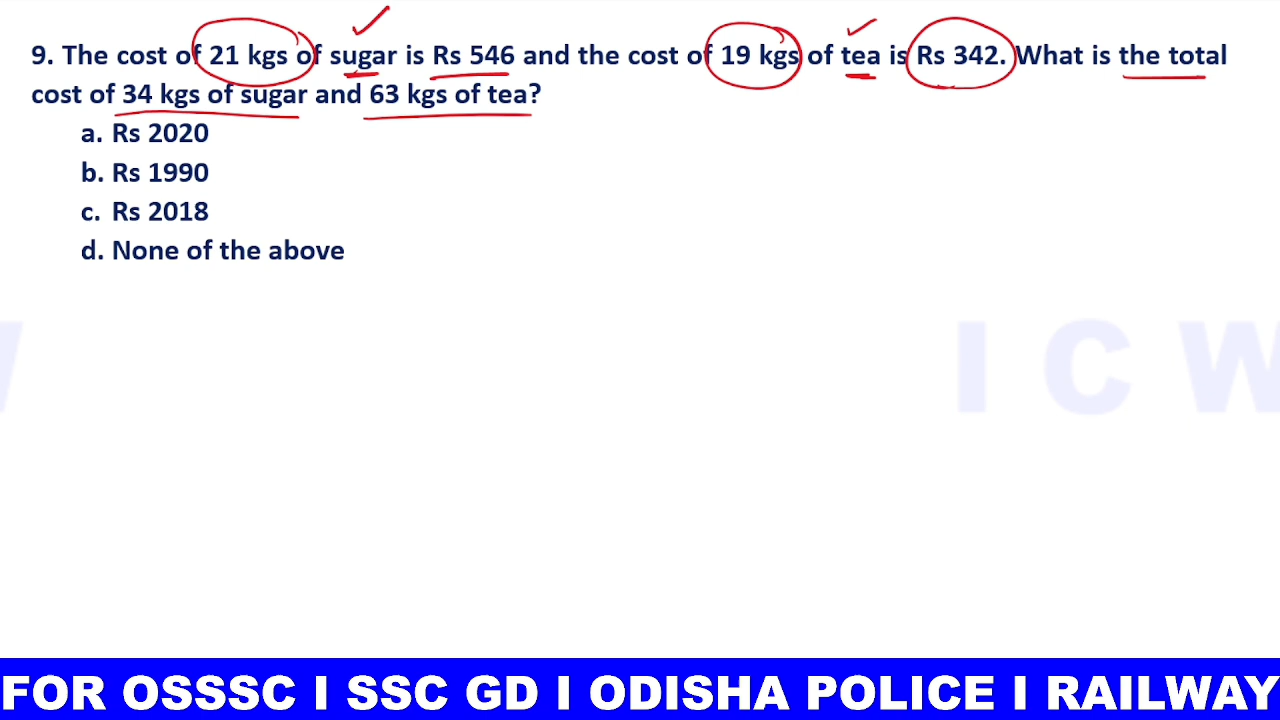 9. The cost of 21 kgs of sugar is Rs 546 and the cost of 19 kgs of tea is Rs 342. What is the total
cost of 34 kgs of sugar and 63 kgs of tea?
a. Rs 2020
b. Rs 1990
c. Rs 2018
d. None of the above
W I C W
FOR OSSSC I SSC GD I ODISHA POLICE I RAILWAY